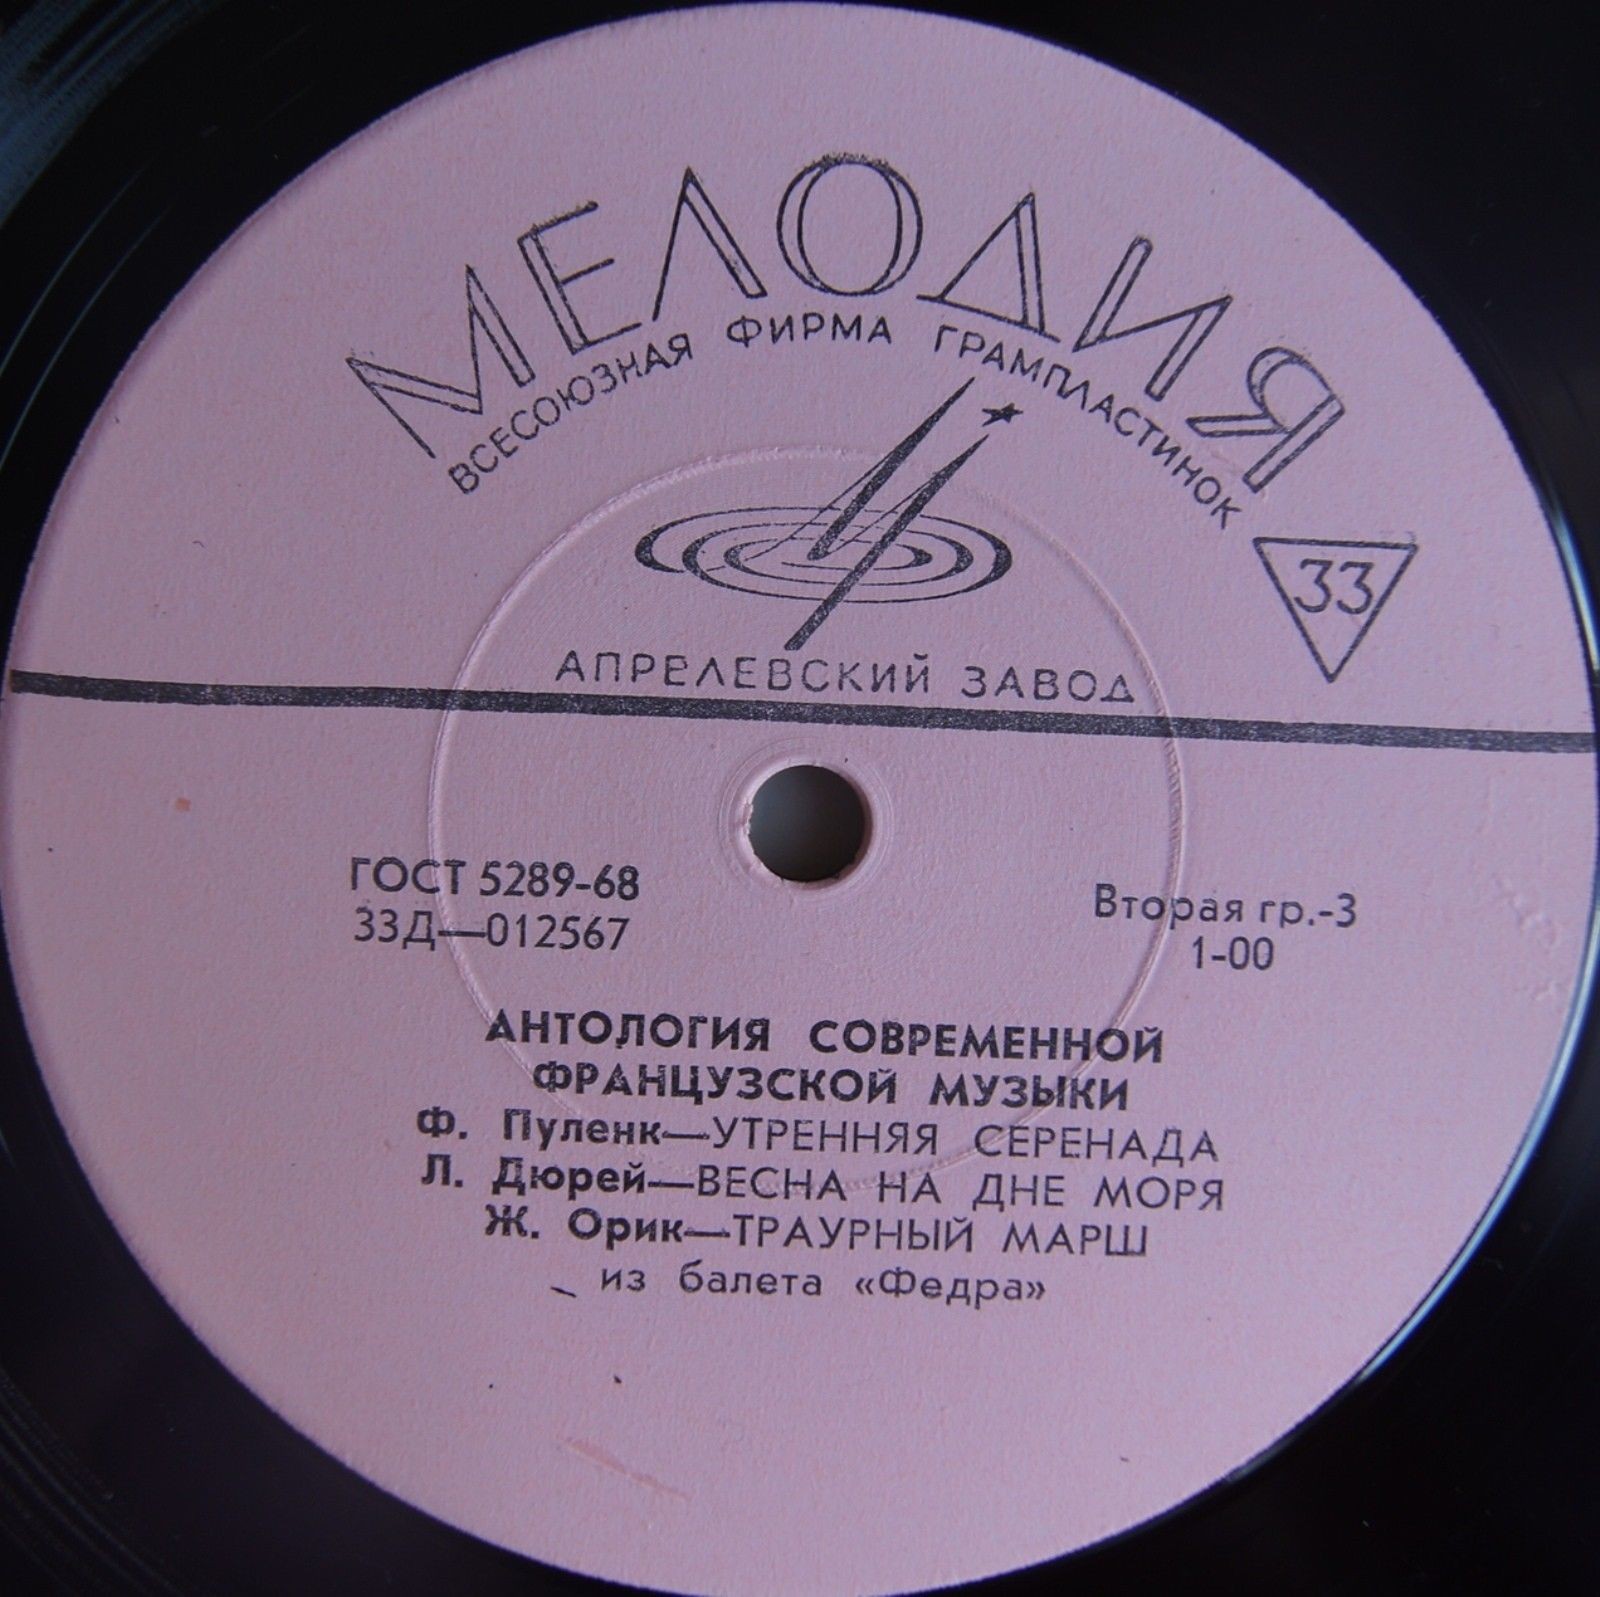 МЕЛОДИЯ
ВСЕСОЮЗНАЯ ФИРМА ГРАМПЛАСТИНОК
33
АПРЕЛЕВСКИЙ ЗАВОД
ГОСТ 5289-68
33Д—012567
Вторая гр.-3
1-00
АНТОЛОГИЯ СОВРЕМЕННОЙ
ФРАНЦУЗСКОЙ МУЗЫКИ
Ф. Пуленк—УТРЕННЯЯ СЕРЕНАДА
Л. Дюрей—ВЕСНА НА ДНЕ МОРЯ
Ж. Орик—ТРАУРНЫЙ МАРШ
из балета «Федра»